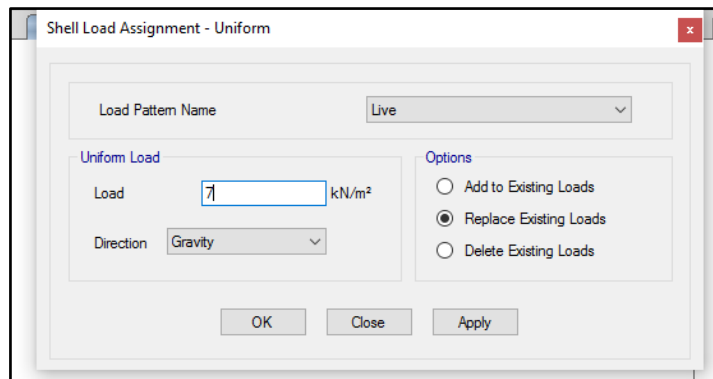 Shell Load Assignment - Uniform
x
Load Pattern Name Live
Uniform Load
Load 7 kN/m²
Direction Gravity
Options
Add to Existing Loads
Replace Existing Loads
Delete Existing Loads
OK Close Apply